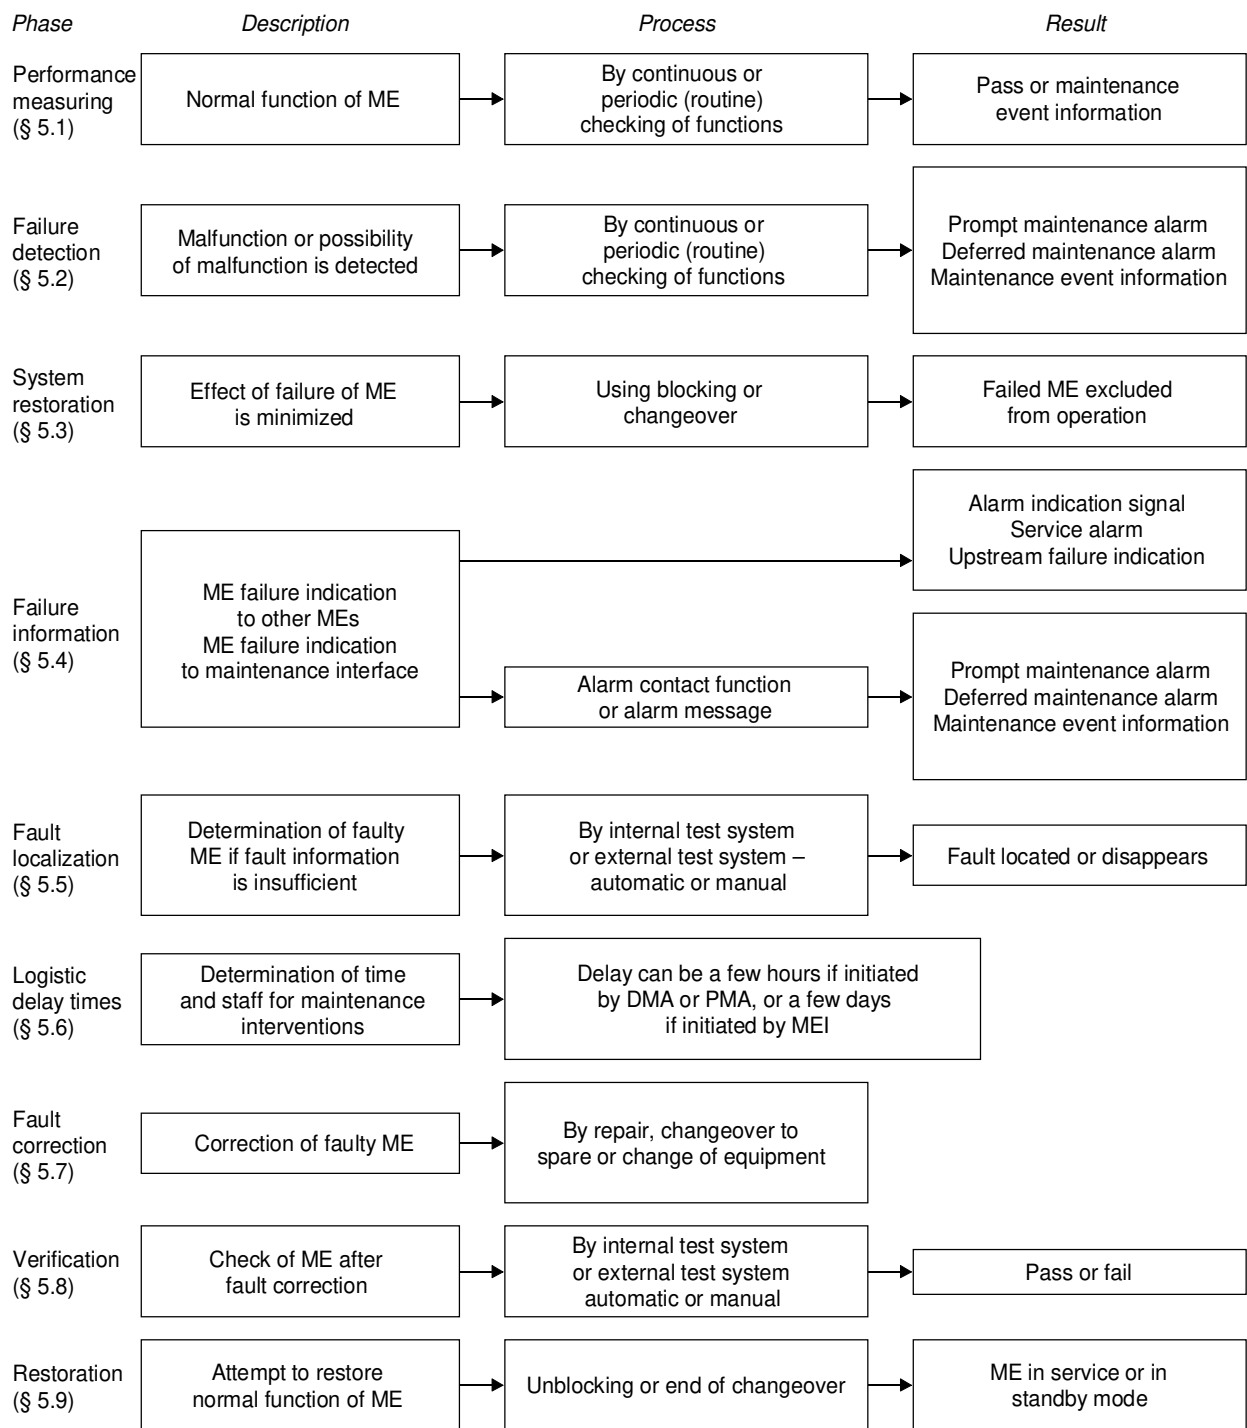 Phase
Description
Process
Result
Performance
measuring
(§ 5.1)
Normal function of ME
By continuous or
periodic (routine)
checking of functions
Pass or maintenance
event information
Failure
detection
(§ 5.2)
Malfunction or possibility
of malfunction is detected
By continuous or
periodic (routine)
checking of functions
Prompt maintenance alarm
Deferred maintenance alarm
Maintenance event information
System
restoration
(§ 5.3)
Effect of failure of ME
is minimized
Using blocking or
changeover
Failed ME excluded
from operation
Failure
information
(§ 5.4)
ME failure indication
to other MEs
ME failure indication
to maintenance interface
Alarm indication signal
Service alarm
Upstream failure indication
Alarm contact function
or alarm message
Prompt maintenance alarm
Deferred maintenance alarm
Maintenance event information
Fault
localization
(§ 5.5)
Determination of faulty
ME if fault information
is insufficient
By internal test system
or external test system –
automatic or manual
Fault located or disappears
Logistic
delay times
(§ 5.6)
Determination of time
and staff for maintenance
interventions
Delay can be a few hours if initiated
by DMA or PMA, or a few days
if initiated by MEI
Fault
correction
(§ 5.7)
Correction of faulty ME
By repair, changeover to
spare or change of equipment
Verification
(§ 5.8)
Check of ME after
fault correction
By internal test system
or external test system
automatic or manual
Pass or fail
Restoration
(§ 5.9)
Attempt to restore
normal function of ME
Unblocking or end of changeover
ME in service or in
standby mode